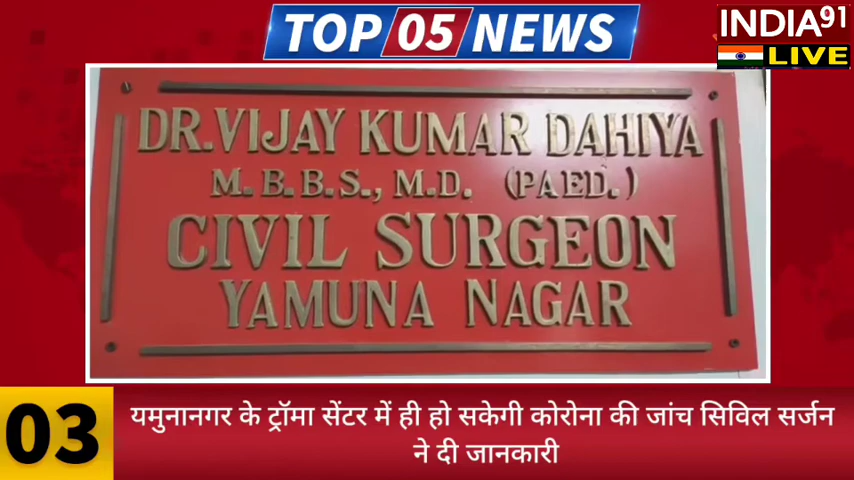 TOP 05 NEWS
INDIA91
LIVE
DR.VIJAY KUMAR DAHIYA
M.B.B.S., M.D. (PAED.)
CIVIL SURGEON
YAMUNA NAGAR
03
यमुनानगर के ट्रॉमा सेंटर में ही हो सकेगी कोरोना की जांच सिविल सर्जन
ने दी जानकारी